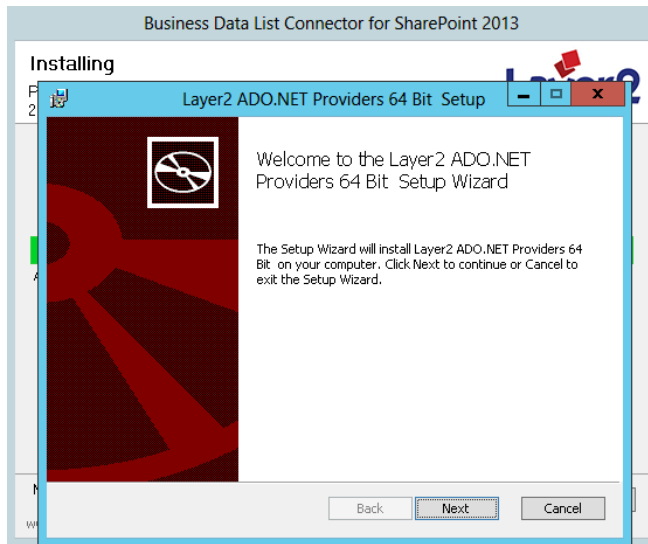 Business Data List Connector for SharePoint 2013
Installing
P
2
Layer2 ADO.NET Providers 64 Bit  Setup
x
Welcome to the Layer2 ADO.NET
Providers 64 Bit  Setup Wizard
The Setup Wizard will install Layer2 ADO.NET Providers 64
Bit  on your computer. Click Next to continue or Cancel to
exit the Setup Wizard.
Back
Next
Cancel